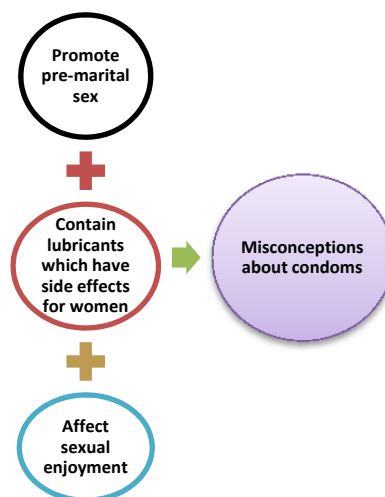 Promote
pre-marital
sex
Contain
lubricants
which have
side effects
for women
Misconceptions
about condoms
Affect
sexual
enjoyment